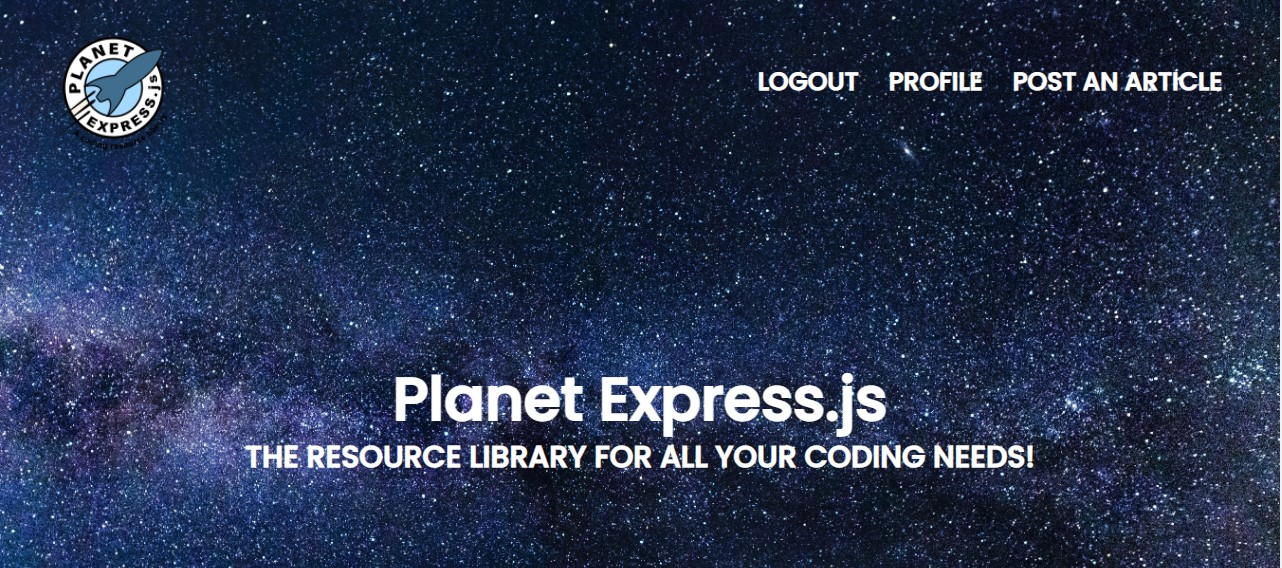 PLANET
EXPRESS.js
LOGOUT PROFILE POST AN ARTICLE
Planet Express.js
THE RESOURCE LIBRARY FOR ALL YOUR CODING NEEDS!